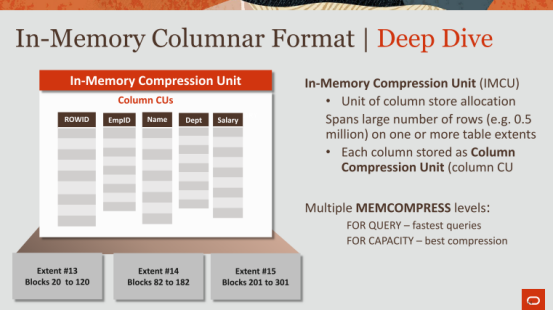 In-Memory Columnar Format | Deep Dive
In-Memory Compression Unit
Column CUs
ROWID EmpID Name Dept Salary
Extent #13
Blocks 20 to 120
Extent #14
Blocks 82 to 182
Extent #15
Blocks 201 to 301
In-Memory Compression Unit (IMCU)
• Unit of column store allocation
Spans large number of rows (e.g. 0.5
million) on one or more table extents
• Each column stored as Column
Compression Unit (column CU
Multiple MEMCOMPRESS levels:
FOR QUERY – fastest queries
FOR CAPACITY – best compression